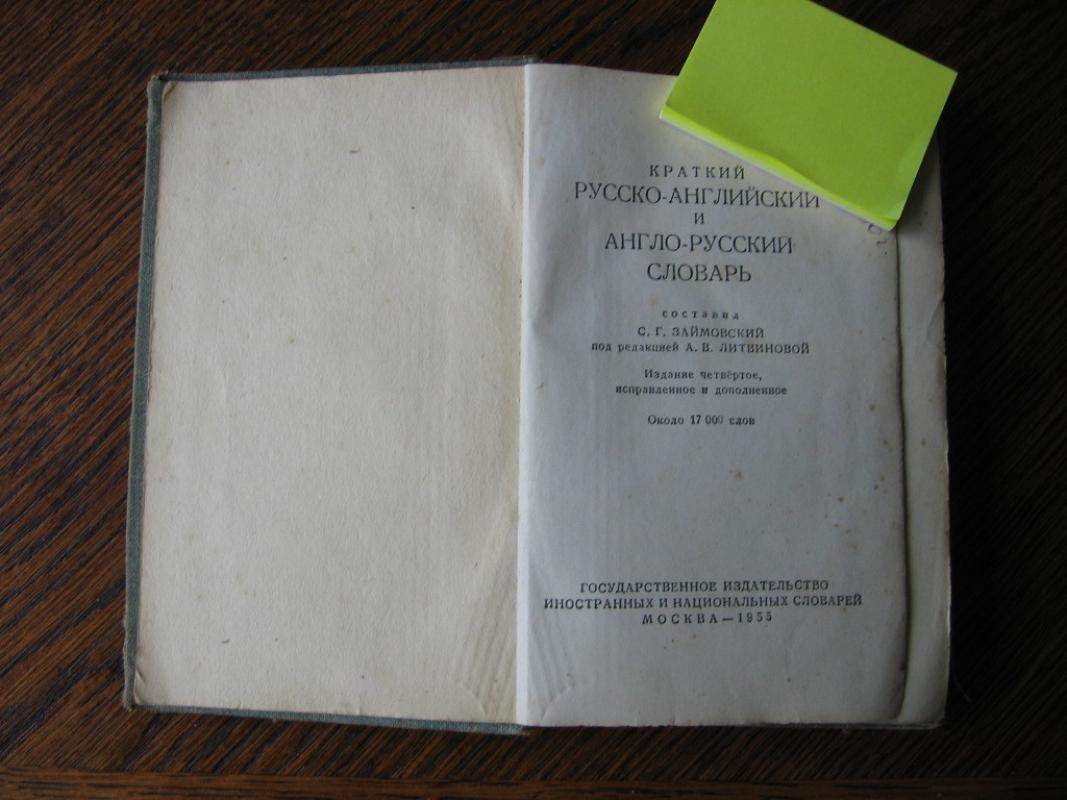 КРАТКИЙ
РУССКО-АНГЛИЙСКИЙ
И
АНГЛО-РУССКИЙ
СЛОВАРЬ
составил
С. Г. ЗАЙМОВСКИЙ
под редакцией А. В. ЛИТВИНОВОЙ
Издание четвёртое,
исправленное и дополненное
Около 17 000 слов
ГОСУДАРСТВЕННОЕ ИЗДАТЕЛЬСТВО
ИНОСТРАННЫХ И НАЦИОНАЛЬНЫХ СЛОВАРЕЙ
МОСКВА — 1955